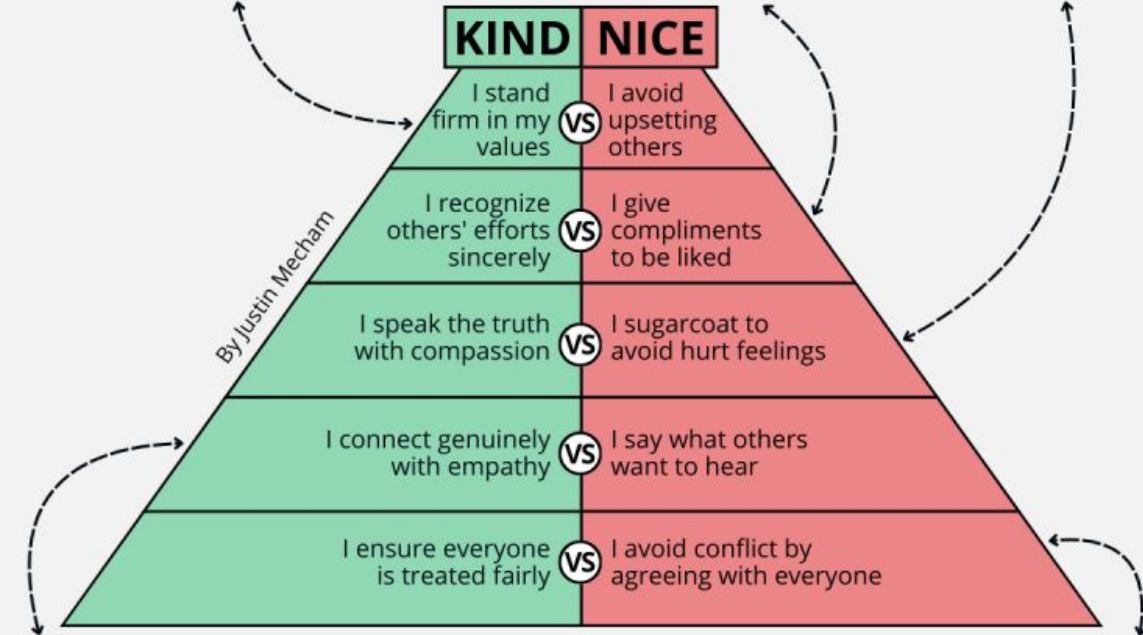 KIND NICE
I stand
firm in my
values
VS
I avoid
upsetting
others
I recognize
others' efforts
sincerely
VS
I give
compliments
to be liked
I speak the truth
with compassion
VS
I sugarcoat to
avoid hurt feelings
I connect genuinely
with empathy
VS
I say what others
want to hear
I ensure everyone
is treated fairly
VS
I avoid conflict by
agreeing with everyone
By Justin Mecham